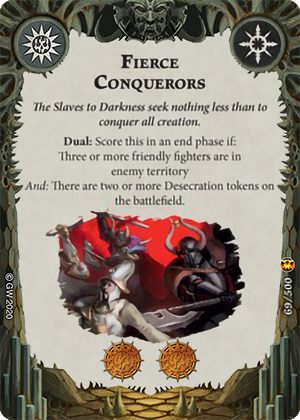 FIERCE
CONQUERORS
The Slaves to Darkness seek nothing less than to
conquer all creation.
Dual: Score this in an end phase if:
Three or more friendly fighters are in
enemy territory
And: There are two or more Desecration tokens on
the battlefield.
© GW 2020
69/500